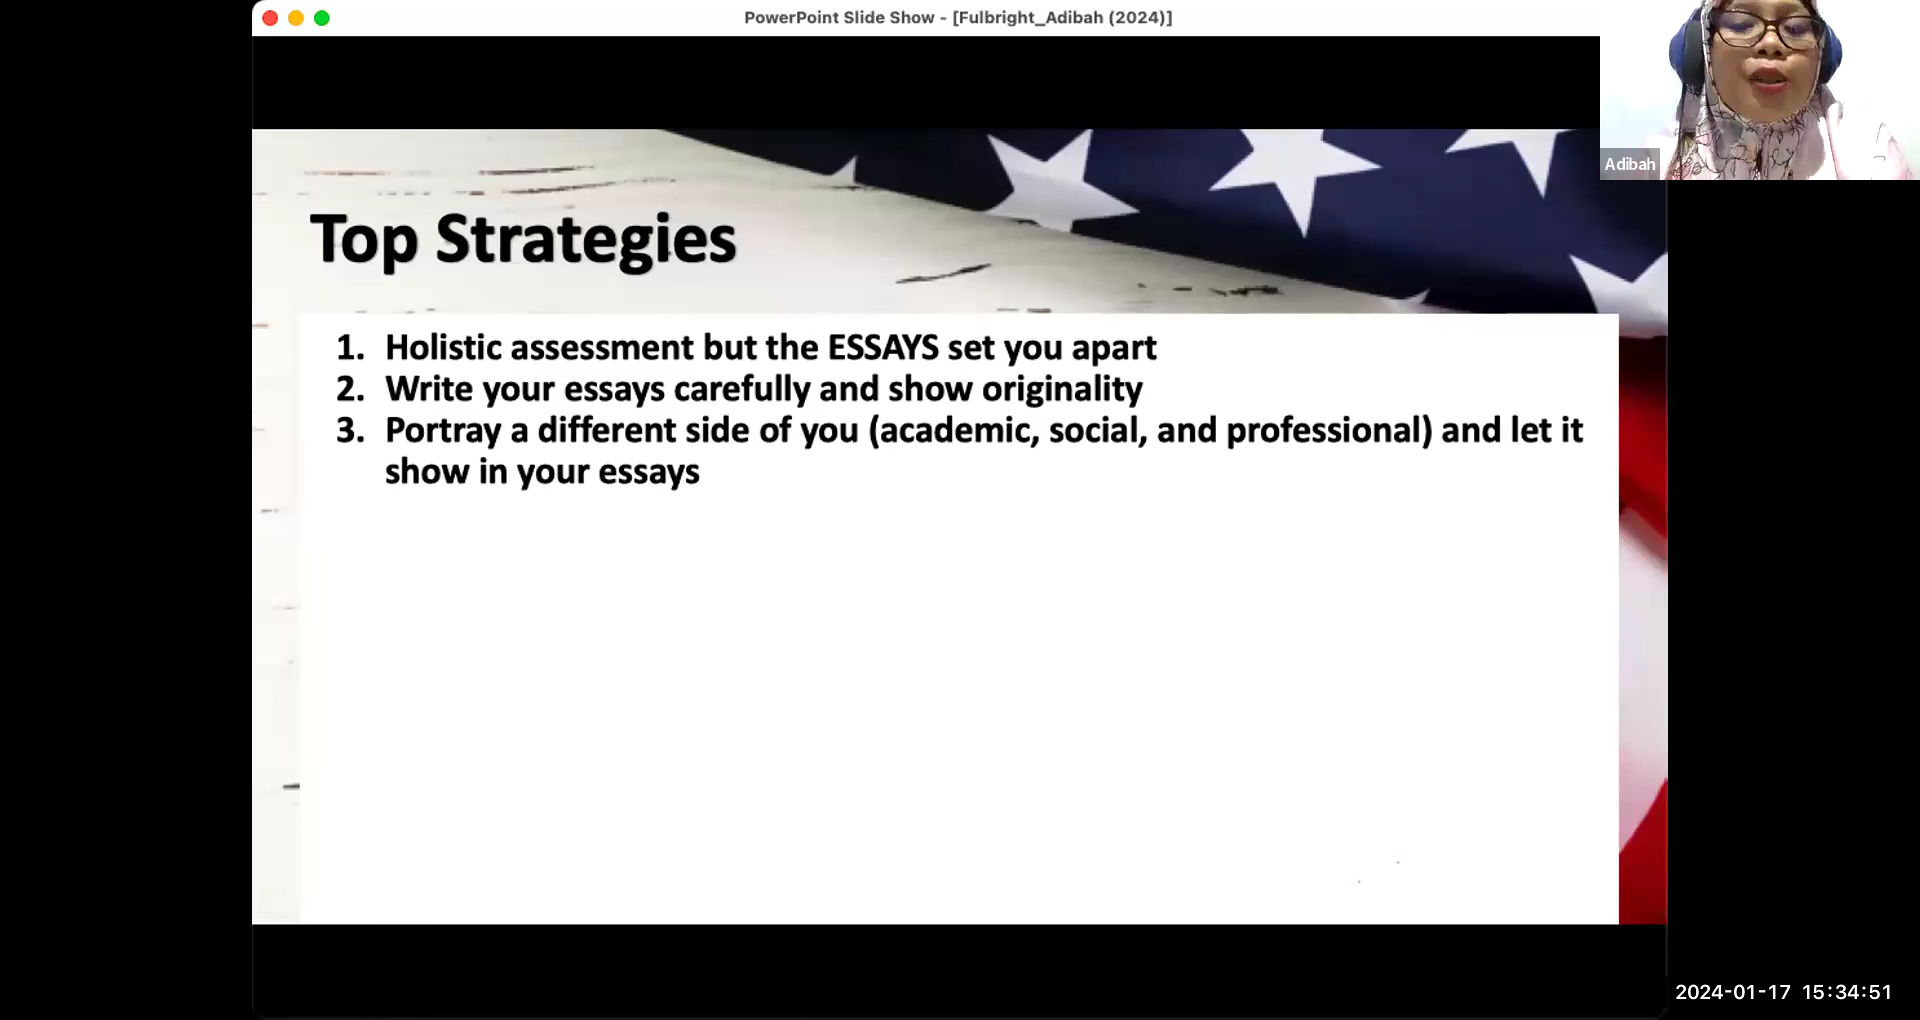 PowerPoint Slide Show - [Fulbright_Adibah (2024)]
Adibah
Top Strategies
1. Holistic assessment but the ESSAYS set you apart
2. Write your essays carefully and show originality
3. Portray a different side of you (academic, social, and professional) and let it
show in your essays
2024-01-17 15:34:51